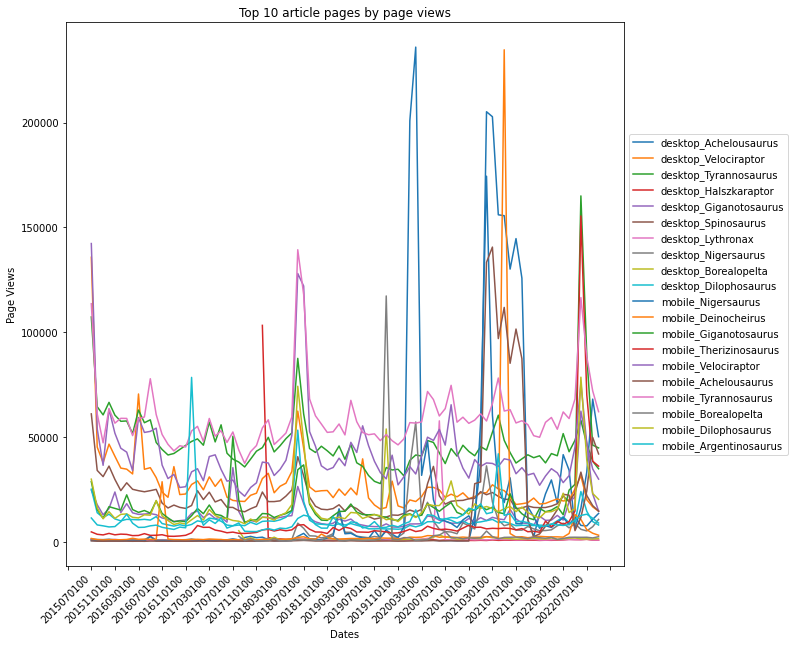 Top 10 article pages by page views
Page Views
200000
150000
100000
50000
0
2015070100
2015110100
2016030100
2016070100
2016110100
2017030100
2017070100
2017110100
2018030100
2018070100
2018110100
2019030100
2019070100
2019110100
2020030100
2020070100
2020110100
2021030100
2021070100
2021110100
2022030100
2022070100
Dates
desktop_Achelousaurus
desktop_Velociraptor
desktop_Tyrannosaurus
desktop_Halszkaraptor
desktop_Giganotosaurus
desktop_Spinosaurus
desktop_Lythronax
desktop_Nigersaurus
desktop_Borealopelta
desktop_Dilophosaurus
mobile_Nigersaurus
mobile_Deinocheirus
mobile_Giganotosaurus
mobile_Therizinosaurus
mobile_Velociraptor
mobile_Achelousaurus
mobile_Tyrannosaurus
mobile_Borealopelta
mobile_Dilophosaurus
mobile_Argentinosaurus